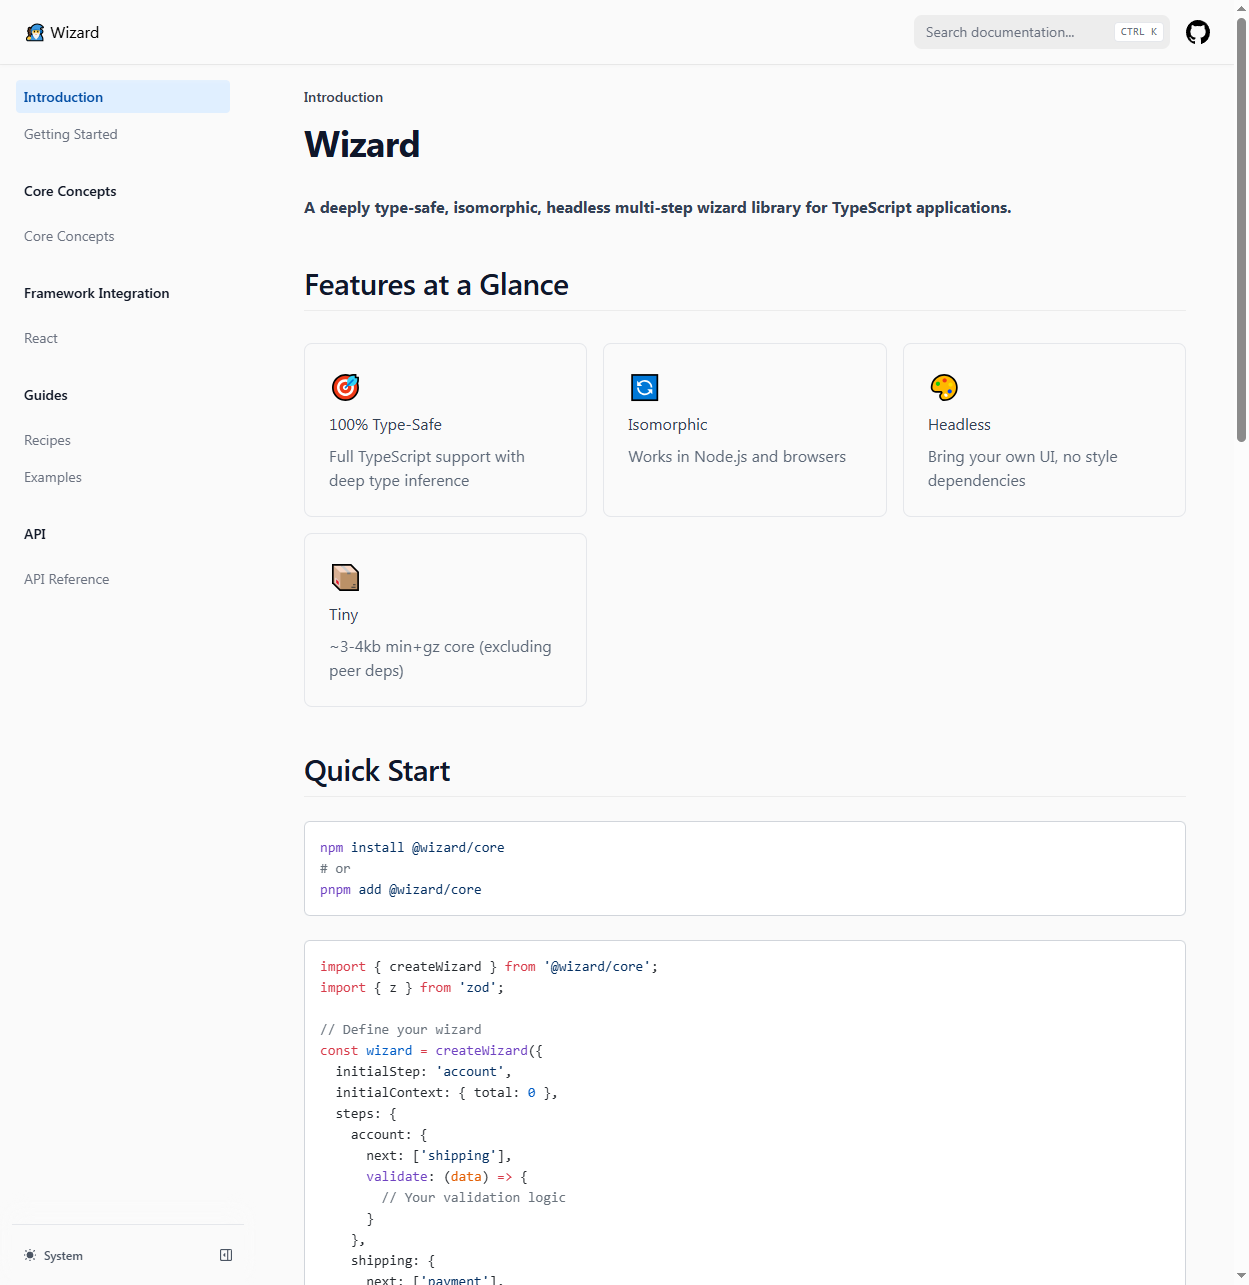 Wizard
Search documentation...
CTRL K
Introduction
Getting Started
Core Concepts
Core Concepts
Framework Integration
React
Guides
Recipes
Examples
API
API Reference
System
Introduction
Wizard
A deeply type-safe, isomorphic, headless multi-step wizard library for TypeScript applications.
Features at a Glance
100% Type-Safe
Full TypeScript support with
deep type inference
Isomorphic
Works in Node.js and browsers
Headless
Bring your own UI, no style
dependencies
Tiny
~3-4kb min+gz core (excluding
peer deps)
Quick Start
npm install @wizard/core
# or
pnpm add @wizard/core
import { createWizard } from '@wizard/core';
import { z } from 'zod';
// Define your wizard
const wizard = createWizard({
  initialStep: 'account',
  initialContext: { total: 0 },
  steps: {
    account: {
      next: ['shipping'],
      validate: (data) => {
        // Your validation logic
      }
    },
    shipping: {
      next: ['payment'],